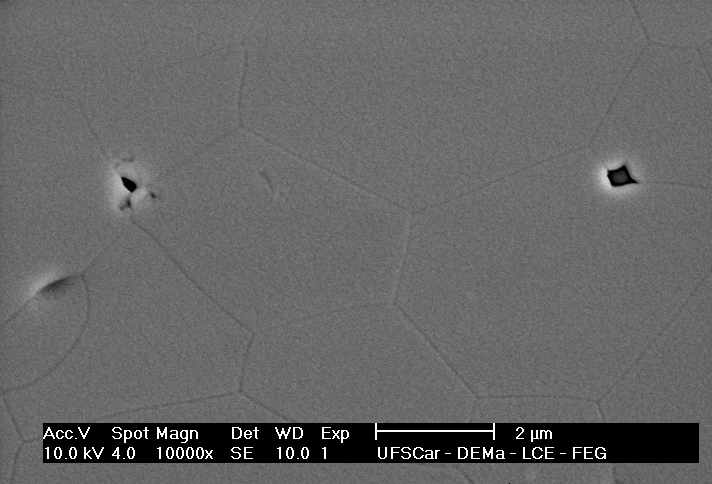 Acc.V Spot Magn Det WD Exp 2 µm
10.0 kV 4.0 10000x SE 10.0 1 UFSCar - DEMa - LCE - FEG